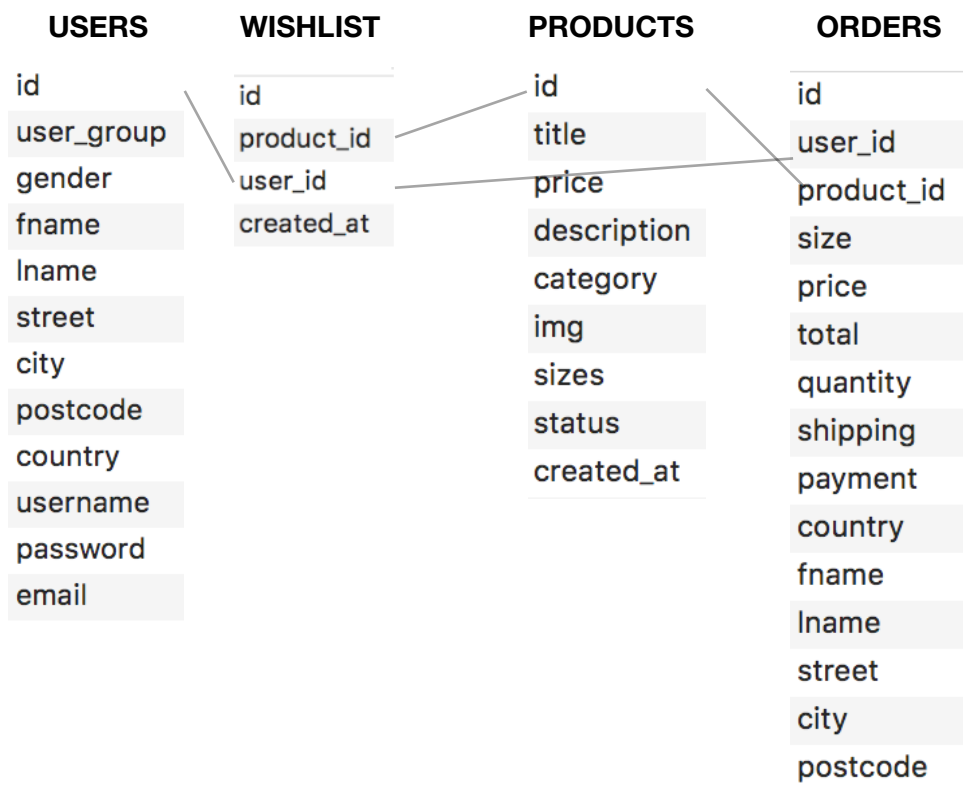 USERS
id
user_group
gender
fname
lname
street
city
postcode
country
username
password
email
WISHLIST
id
product_id
user_id
created_at
PRODUCTS
id
title
price
description
category
img
sizes
status
created_at
ORDERS
id
user_id
product_id
size
price
total
quantity
shipping
payment
country
fname
lname
street
city
postcode